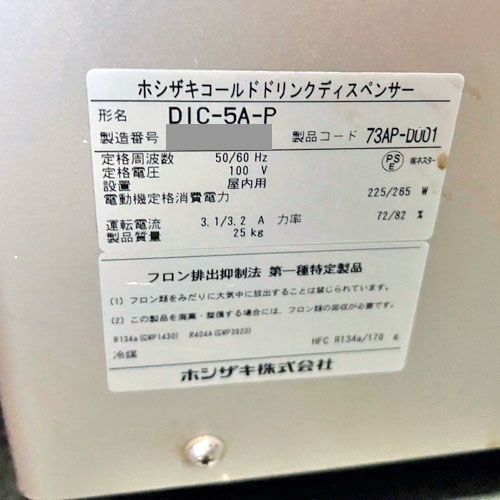 ホシザキコールドドリンクディスペンサー
形名 DIC-5A-P
製造番号 製品コード 73AP-D001
定格周波数 50/60 Hz
定格電圧 100 V PSE ㈱ネスター
設置 屋内用
電動機定格消費電力 225/265 W
運転電流 3.1/3.2 A 力率 72/82 %
製品質量 25kg
フロン排出抑制法 第一種特定製品
(1) フロン類をみだりに大気中に放出することは禁じられています。
(2) この製品を廃棄・整備する場合には、フロン類の回収が必要です。
R134a(GWP1430) R404A(GWP3920)
冷媒 HFC R134a/170 g
ホシザキ株式会社